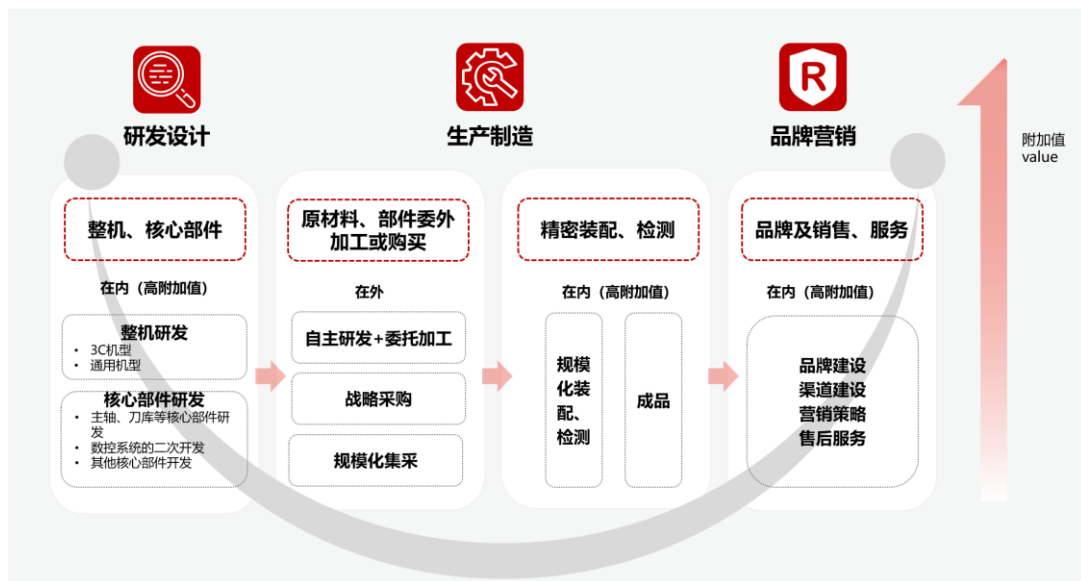 R
研发设计
生产制造
品牌营销
附加值
value
整机、核心部件
在内（高附加值）
整机研发
• 3C机型
• 通用机型
核心部件研发
• 主轴、刀库等核心部件研
发
• 数控系统的二次开发
• 其他核心部件开发
原材料、部件委外
加工或购买
在外
自主研发+委托加工
战略采购
规模化集采
精密装配、检测
在内（高附加值）
规模
化装
配、
检测
成品
品牌及销售、服务
在内（高附加值）
品牌建设
渠道建设
营销策略
售后服务